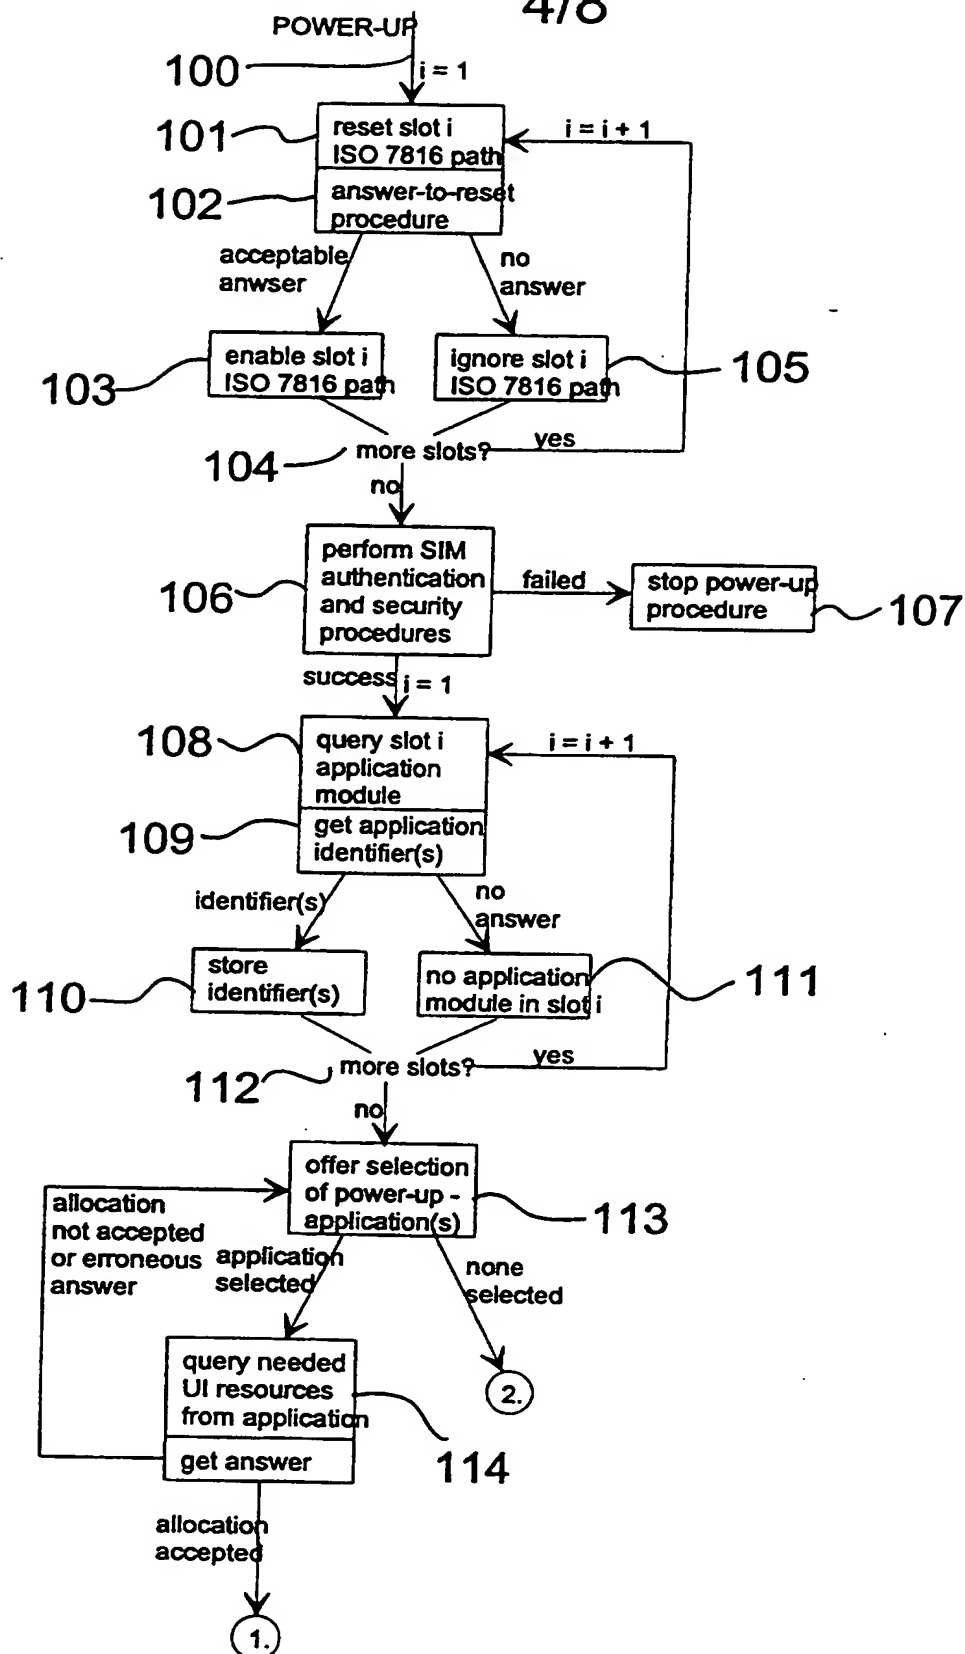 4/8
POWER-UP
100
i = 1
101
reset slot i
ISO 7816 path
i = i + 1
102
answer-to-reset
procedure
acceptable
anwser
no
answer
103
enable slot i
ISO 7816 path
ignore slot i
ISO 7816 path
105
104
more slots?
yes
no
106
perform SIM
authentication
and security
procedures
failed
stop power-up
procedure
107
success
i = 1
108
query slot i
application
module
i = i + 1
109
get application
identifier(s)
identifier(s)
no
answer
110
store
identifier(s)
no application
module in slot i
111
112
more slots?
yes
no
offer selection
of power-up -
application(s)
113
allocation
not accepted
or erroneous
answer
application
selected
none
selected
query needed
UI resources
from application
2.
get answer
114
allocation
accepted
1.